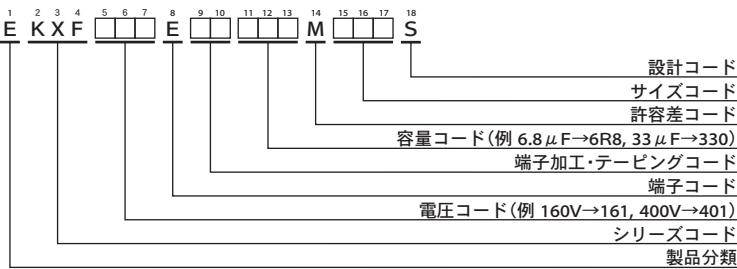 1 2 3 4 5 6 7 8 9 10 11 12 13 14 15 16 17 18
E KXF □□□ E □□ □□□ M □□□ S
設計コード
サイズコード
許容差コード
容量コード(例 6.8μF→6R8, 33μF→330)
端子加工・テーピングコード
端子コード
電圧コード(例 160V→161, 400V→401)
シリーズコード
製品分類